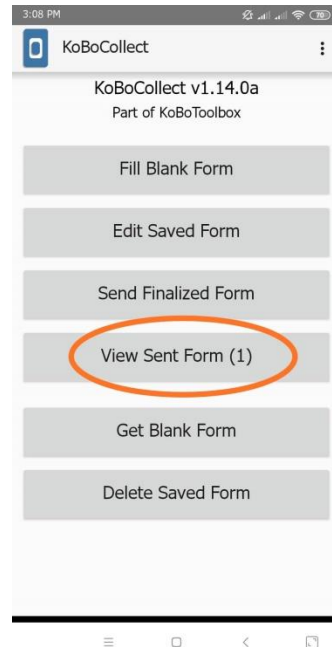 3:08 PM
70
KoBoCollect
KoBoCollect v1.14.0a
Part of KoBoToolbox
Fill Blank Form
Edit Saved Form
Send Finalized Form
View Sent Form (1)
Get Blank Form
Delete Saved Form